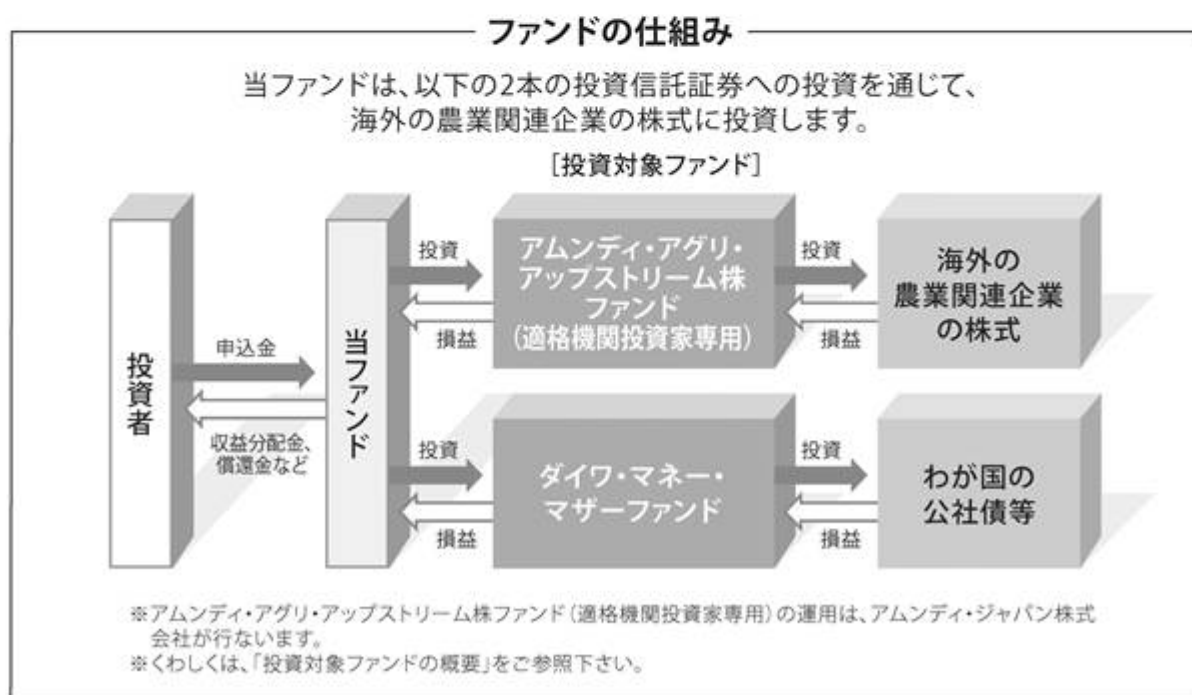 ファンドの仕組み
当ファンドは、以下の2本の投資信託証券への投資を通じて、
海外の農業関連企業の株式に投資します。
[投資対象ファンド]
投資者
申込金
収益分配金、
償還金など
当ファンド
投資
損益
アムンディ・アグリ・
アップストリーム株
ファンド
(適格機関投資家専用)
投資
損益
海外の
農業関連企業
の株式
投資
損益
ダイワ・マネー・
マザーファンド
投資
損益
わが国の
公社債等
※アムンディ・アグリ・アップストリーム株ファンド(適格機関投資家専用)の運用は、アムンディ・ジャパン株式
会社が行ないます。
※くわしくは、「投資対象ファンドの概要」をご参照下さい。